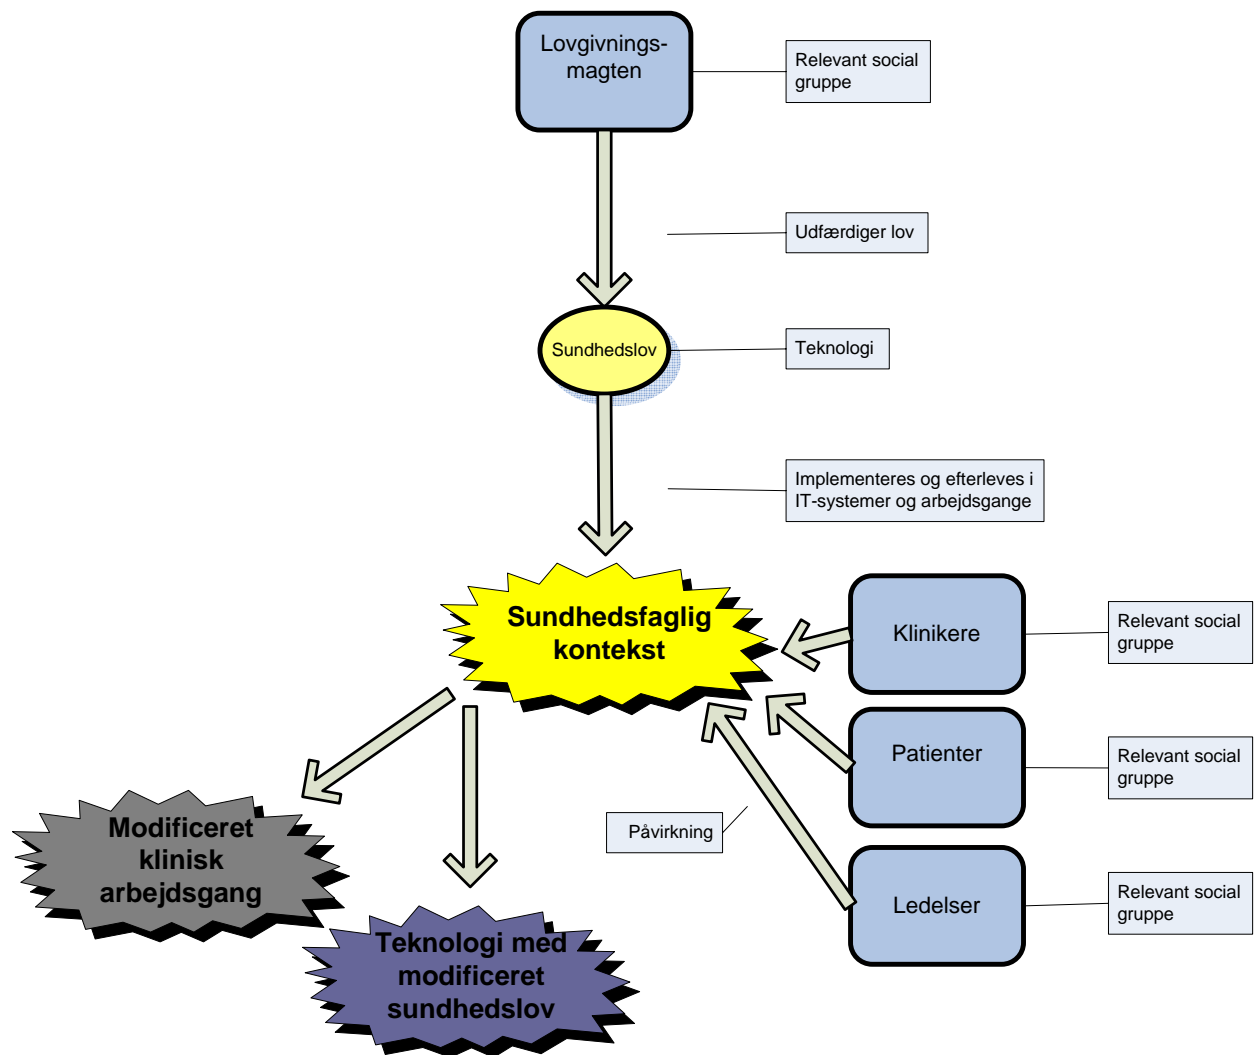 Lovgivnings-
magten
Relevant social
gruppe
Udfærdiger lov
Sundhedslov
Teknologi
Implementeres og efterleves i
IT-systemer og arbejdsgange
Sundhedsfaglig
kontekst
Klinikere
Relevant social
gruppe
Patienter
Relevant social
gruppe
Påvirkning
Modificeret
klinisk
arbejdsgang
Ledelser
Relevant social
gruppe
Teknologi med
modificeret
sundhedslov